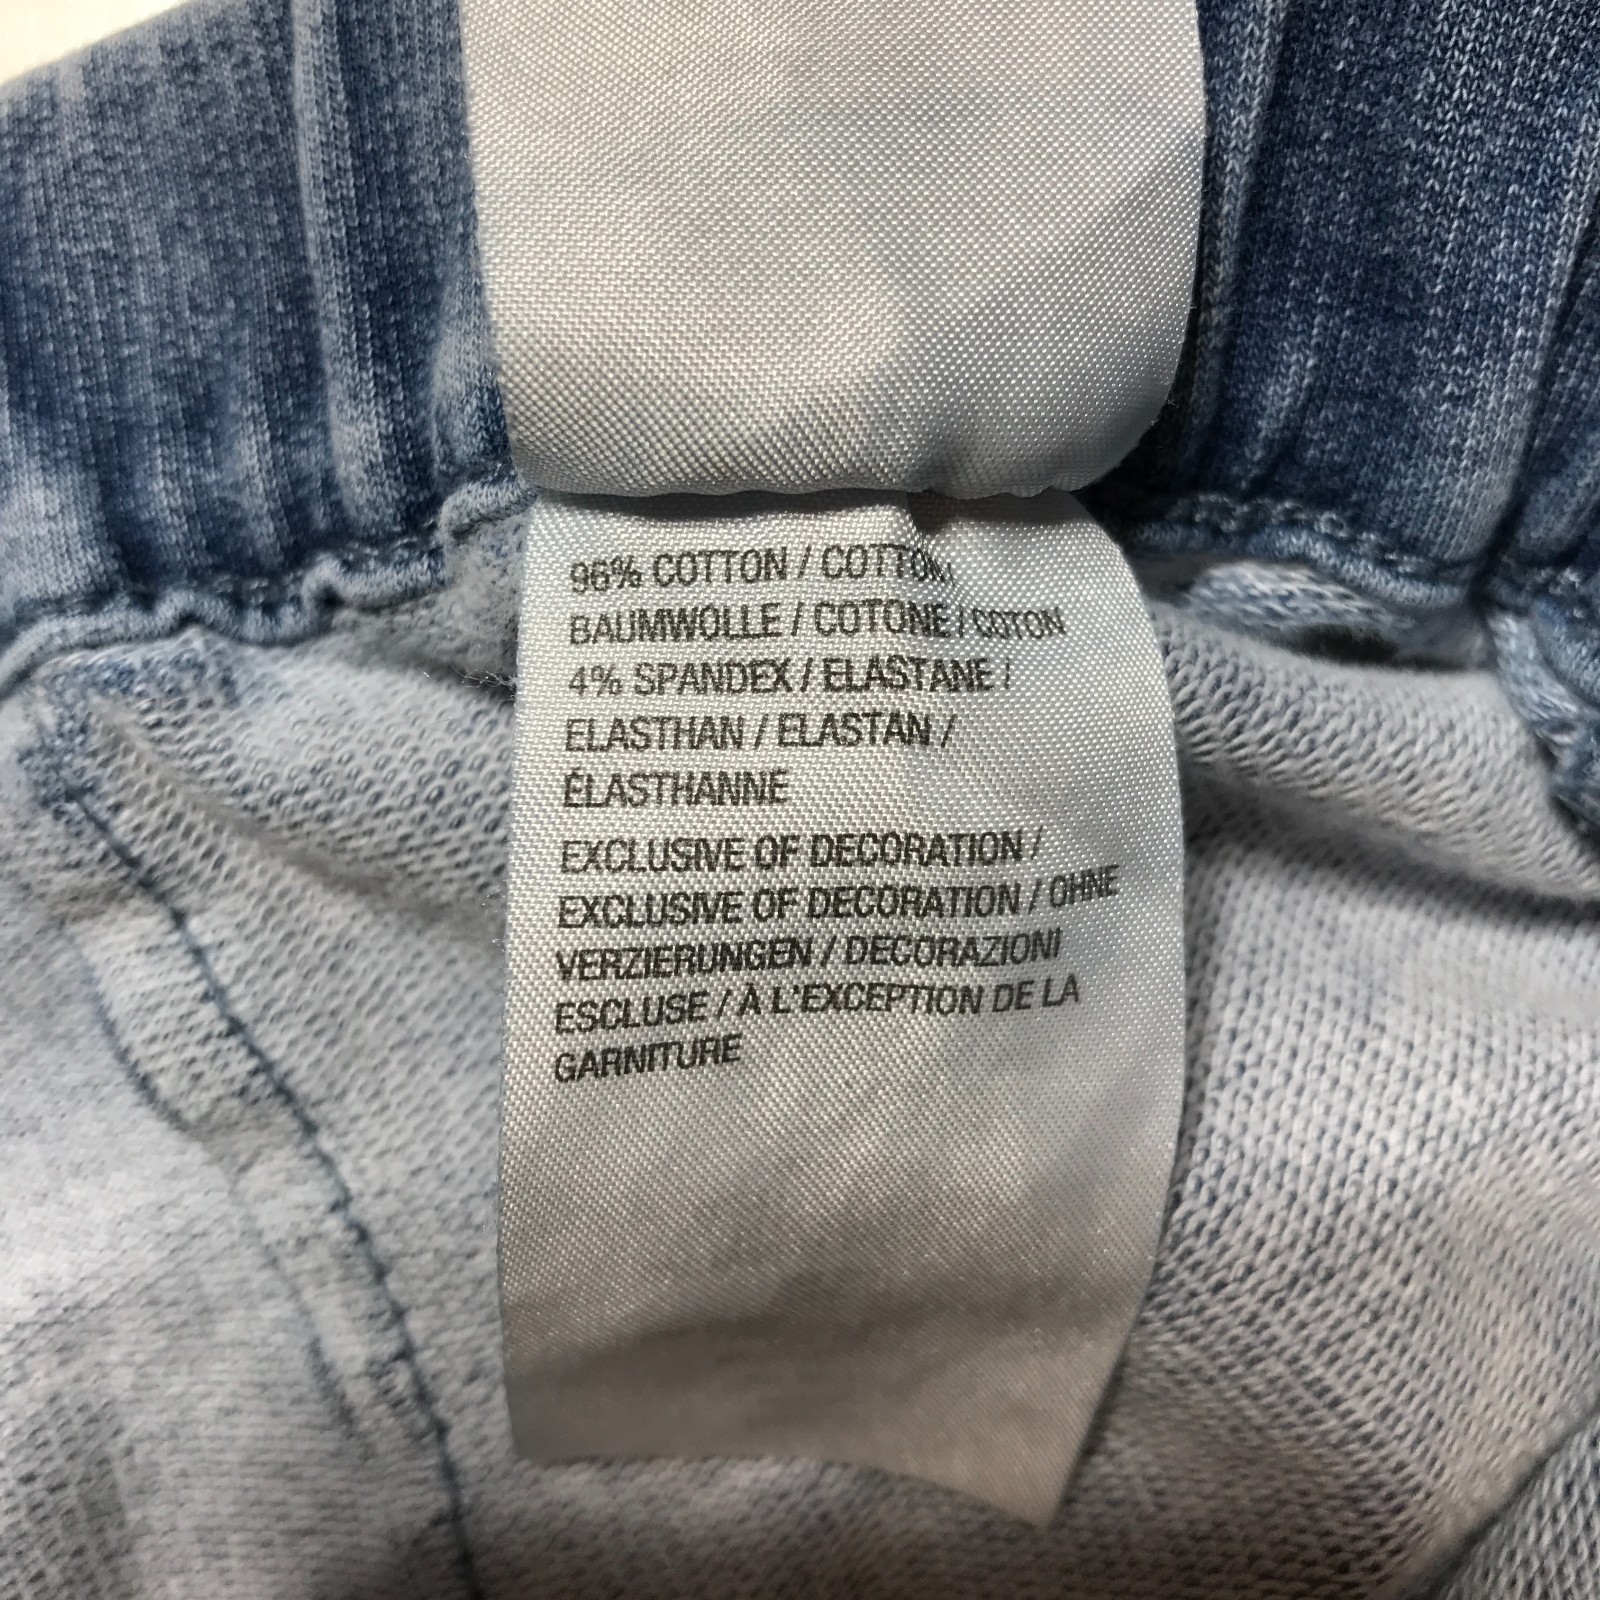 96% COTTON / COTTON /
BAUMWOLLE / COTONE / COTON
4% SPANDEX / ELASTANE /
ELASTHAN / ELASTAN /
ÉLASTHANNE
EXCLUSIVE OF DECORATION /
EXCLUSIVE OF DECORATION / OHNE
VERZIERUNGEN / DECORAZIONI
ESCLUSE / À L'EXCEPTION DE LA
GARNITURE